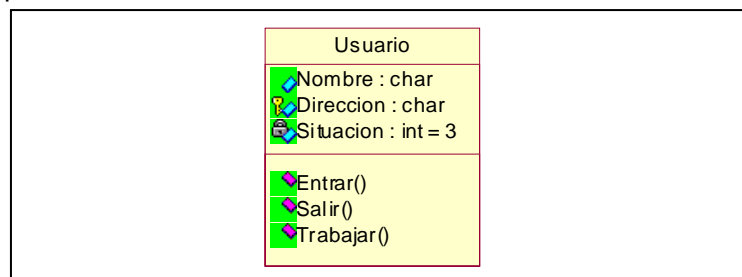 Usuario
Nombre : char
Direccion : char
Situacion : int = 3
Entrar()
Salir()
Trabajar()